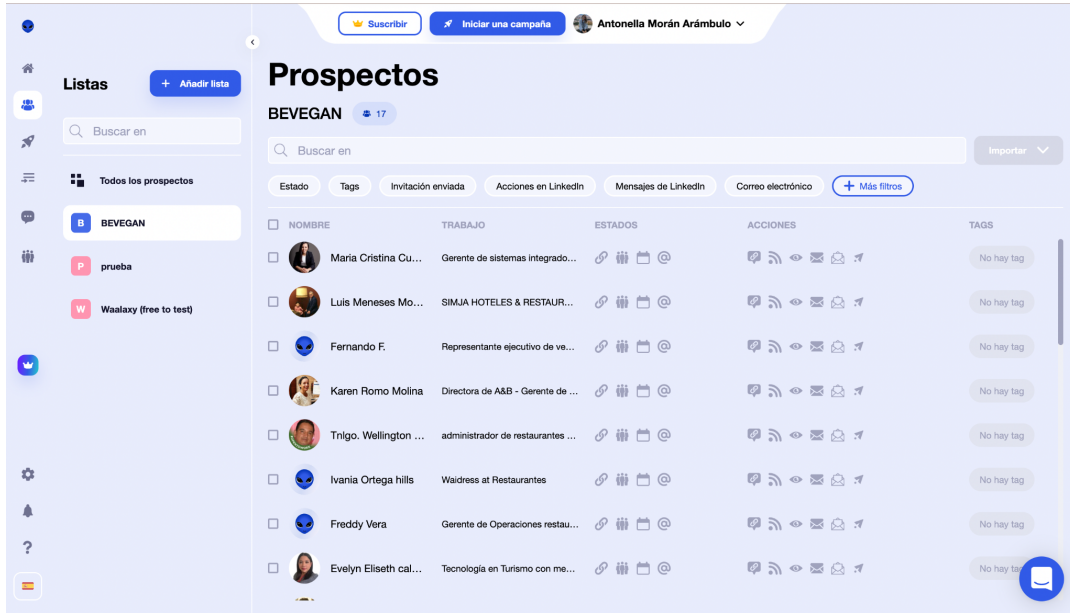 Suscribir
Iniciar una campaña
Antonella Morán Arámbulo
Listas
+ Añadir lista
Buscar en
Todos los prospectos
B BEVEGAN
P prueba
W Waalaxy (free to test)
?
Prospectos
BEVEGAN 17
Buscar en
Importar
Estado Tags Invitación enviada Acciones en LinkedIn Mensajes de LinkedIn Correo electrónico + Más filtros
NOMBRE TRABAJO ESTADOS ACCIONES TAGS
Maria Cristina Cu... Gerente de sistemas integrado... No hay tag
Luis Meneses Mo... SIMJA HOTELES & RESTAUR... No hay tag
Fernando F. Representante ejecutivo de ve... No hay tag
Karen Romo Molina Directora de A&B - Gerente de ... No hay tag
Tnlgo. Wellington ... administrador de restaurantes ... No hay tag
Ivania Ortega hills Waidress at Restaurantes No hay tag
Freddy Vera Gerente de Operaciones restau... No hay tag
Evelyn Eliseth cal... Tecnología en Turismo con me... No hay tag